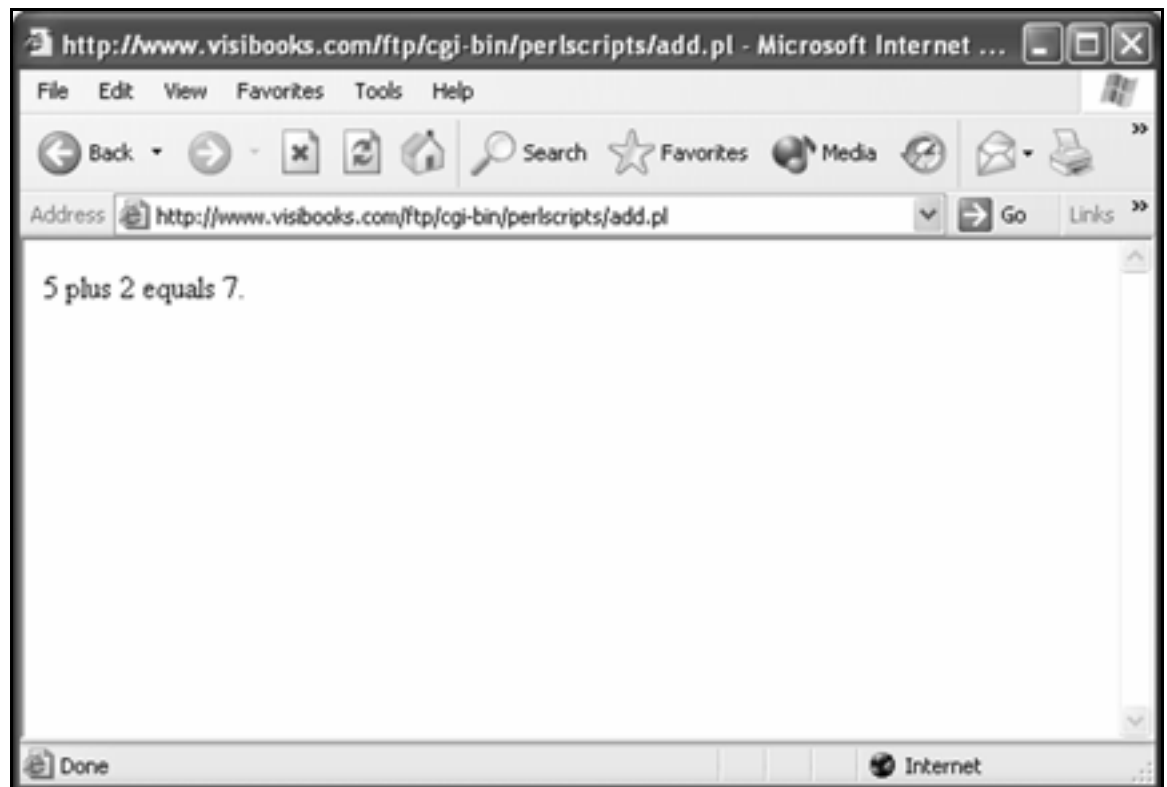 http://www.visibooks.com/ftp/cgi-bin/perlscripts/add.pl - Microsoft Internet ...
File Edit View Favorites Tools Help
Back Search Favorites Media »
Address http://www.visibooks.com/ftp/cgi-bin/perlscripts/add.pl Go Links »
5 plus 2 equals 7.
Done Internet